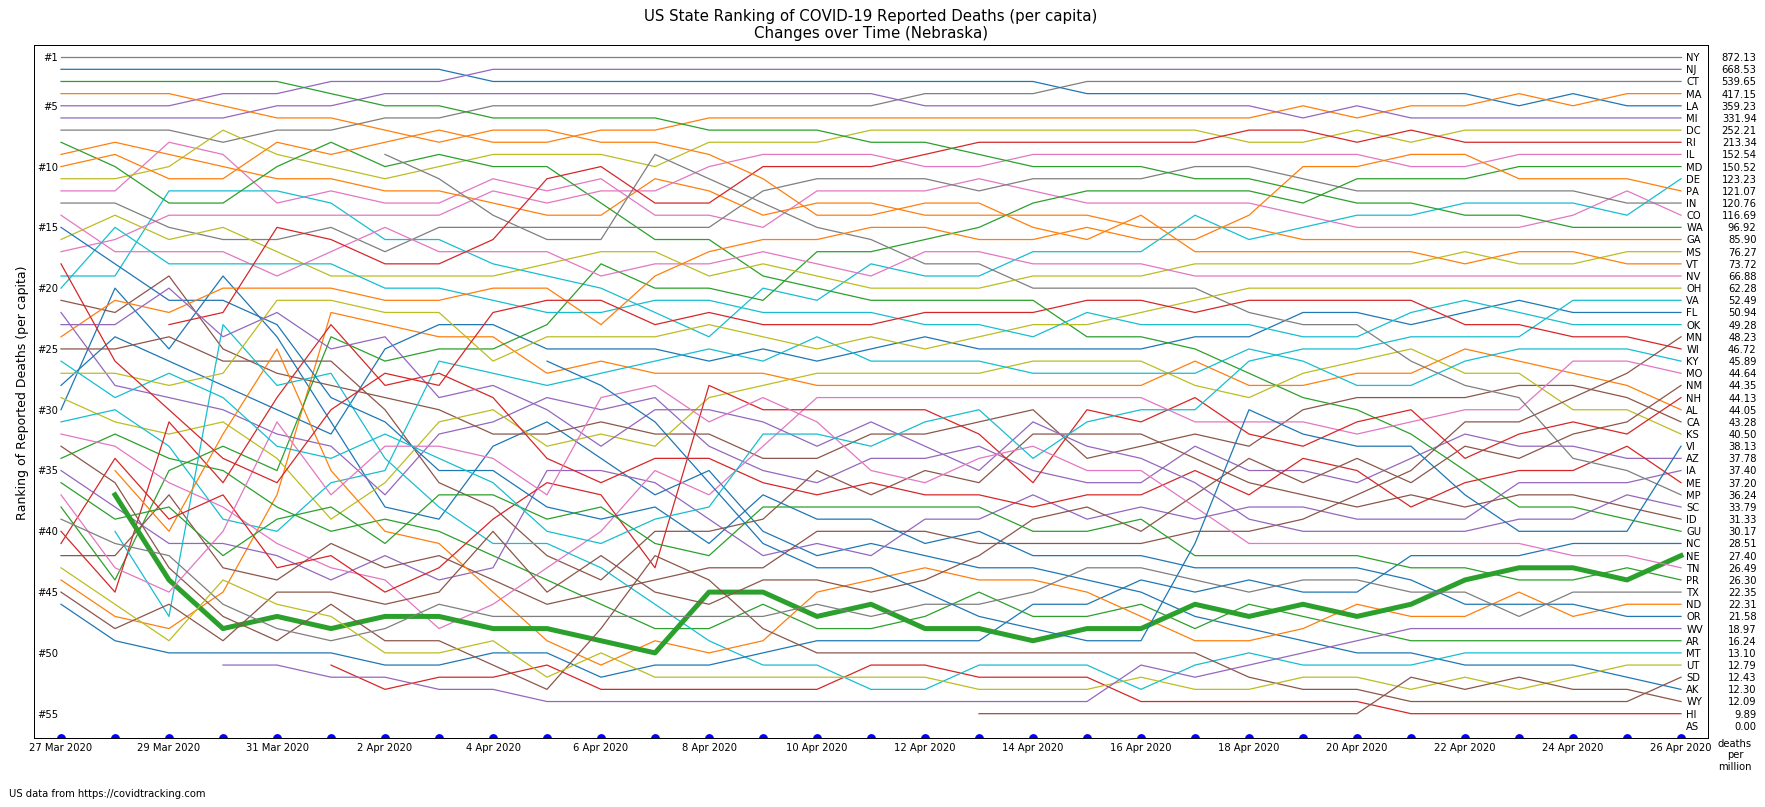 US State Ranking of COVID-19 Reported Deaths (per capita)
Changes over Time (Nebraska)
Ranking of Reported Deaths (per capita)
#1
#5
#10
#15
#20
#25
#30
#35
#40
#45
#50
#55
NY 872.13
NJ 668.53
CT 539.65
MA 417.15
LA 359.23
MI 331.94
DC 252.21
RI 213.34
IL 152.54
MD 150.52
DE 123.23
PA 121.07
IN 120.76
CO 116.69
WA 96.92
GA 85.90
MS 76.27
VT 73.72
NV 66.88
OH 62.28
VA 52.49
FL 50.94
OK 49.28
MN 48.23
WI 46.72
KY 45.89
MO 44.64
NM 44.35
NH 44.13
AL 44.05
CA 43.28
KS 40.50
VI 38.13
AZ 37.78
IA 37.40
ME 37.20
MP 36.24
SC 33.79
ID 31.33
GU 30.17
NC 28.51
NE 27.40
TN 26.49
PR 26.30
TX 22.35
ND 22.31
OR 21.58
WV 18.97
AR 16.24
MT 13.10
UT 12.79
SD 12.43
AK 12.30
WY 12.09
HI 9.89
AS 0.00
27 Mar 2020 29 Mar 2020 31 Mar 2020 2 Apr 2020 4 Apr 2020 6 Apr 2020 8 Apr 2020 10 Apr 2020 12 Apr 2020 14 Apr 2020 16 Apr 2020 18 Apr 2020 20 Apr 2020 22 Apr 2020 24 Apr 2020 26 Apr 2020
deaths
per
million
US data from https://covidtracking.com